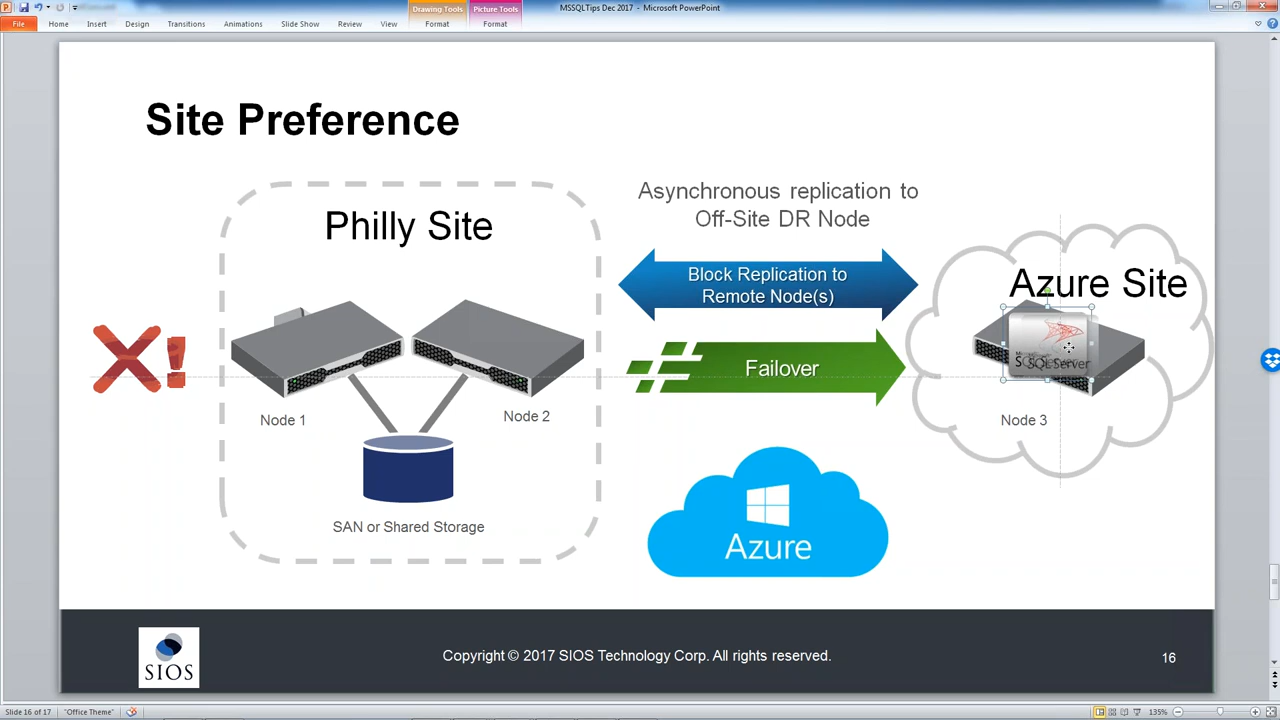 Drawing Tools
Picture Tools
MSSQLTips Dec 2017 - Microsoft PowerPoint
File
Home
Insert
Design
Transitions
Animations
Slide Show
Review
View
Format
Format
Site Preference
Philly Site
Asynchronous replication to
Off-Site DR Node
Block Replication to
Remote Node(s)
Azure Site
SQL Server
X!
Failover
Node 1
Node 2
Node 3
SAN or Shared Storage
Azure
SIOS
Copyright © 2017 SIOS Technology Corp. All rights reserved.
16
Slide 16 of 17
"Office Theme"
135%